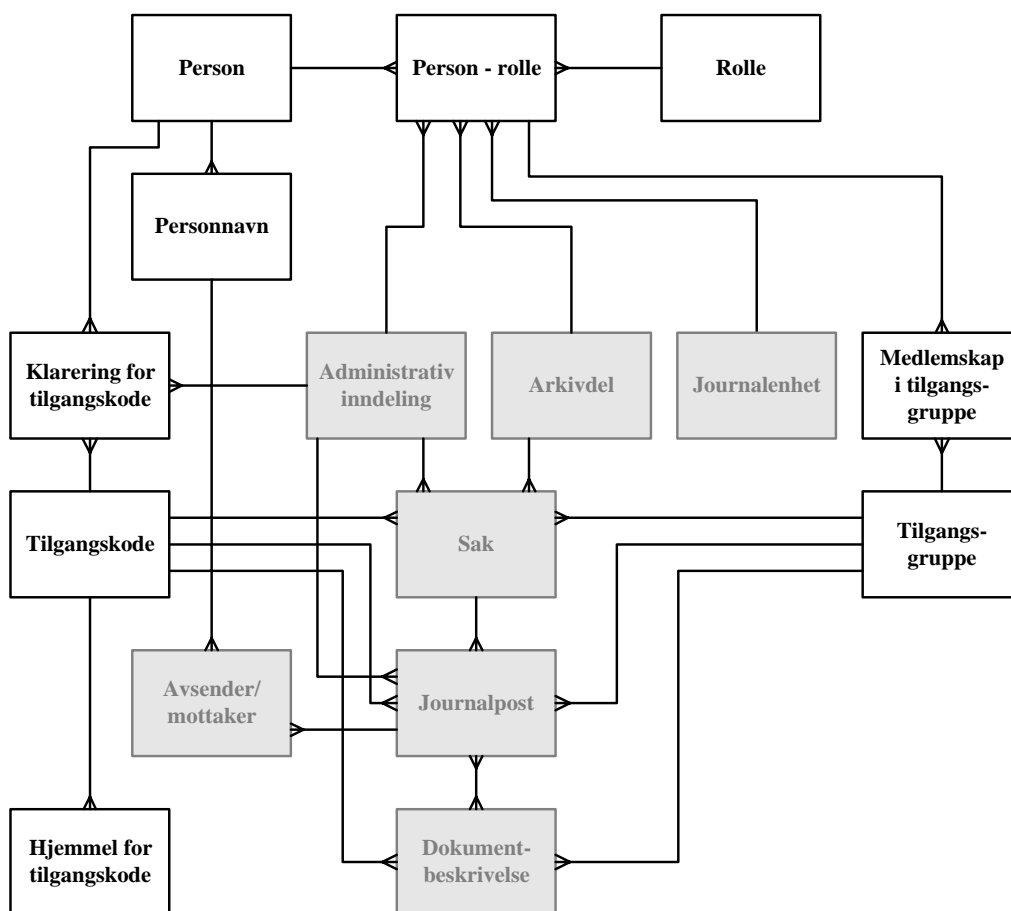 Person
Person - rolle
Rolle
Personnavn
Klarering for
tilgangskode
Administrativ
inndeling
Arkivdel
Journalenhet
Medlemskap
i tilgangs-
gruppe
Tilgangskode
Sak
Tilgangs-
gruppe
Avsender/
mottaker
Journalpost
Hjemmel for
tilgangskode
Dokument-
beskrivelse